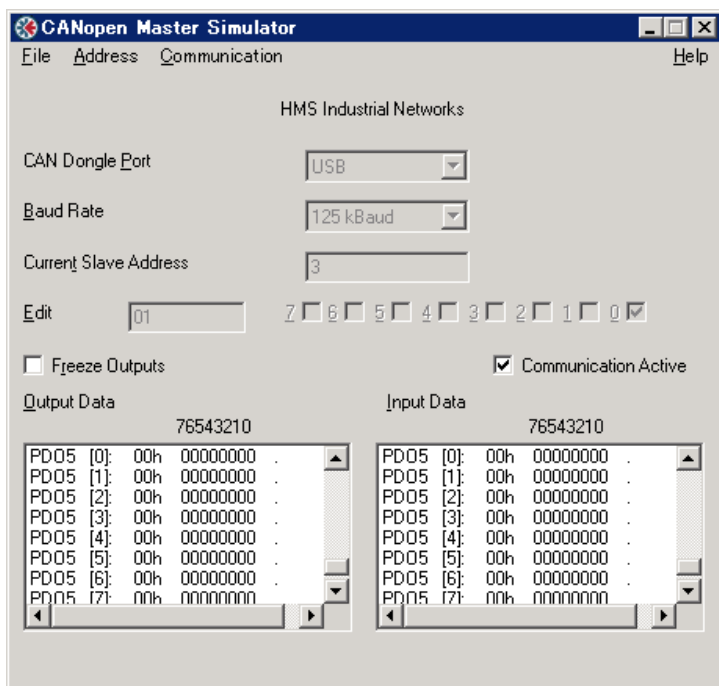 CANopen Master Simulator
File Address Communication Help
HMS Industrial Networks
CAN Dongle Port USB
Baud Rate 125 kBaud
Current Slave Address 3
Edit 01 7 6 5 4 3 2 1 0
Freeze Outputs Communication Active
Output Data Input Data
76543210 76543210
PDO5 [0]: 00h 00000000 . PDO5 [0]: 00h 00000000 .
PDO5 [1]: 00h 00000000 . PDO5 [1]: 00h 00000000 .
PDO5 [2]: 00h 00000000 . PDO5 [2]: 00h 00000000 .
PDO5 [3]: 00h 00000000 . PDO5 [3]: 00h 00000000 .
PDO5 [4]: 00h 00000000 . PDO5 [4]: 00h 00000000 .
PDO5 [5]: 00h 00000000 . PDO5 [5]: 00h 00000000 .
PDO5 [6]: 00h 00000000 . PDO5 [6]: 00h 00000000 .
PDO5 [7]: 00h 00000000 PDO5 [7]: 00h 00000000